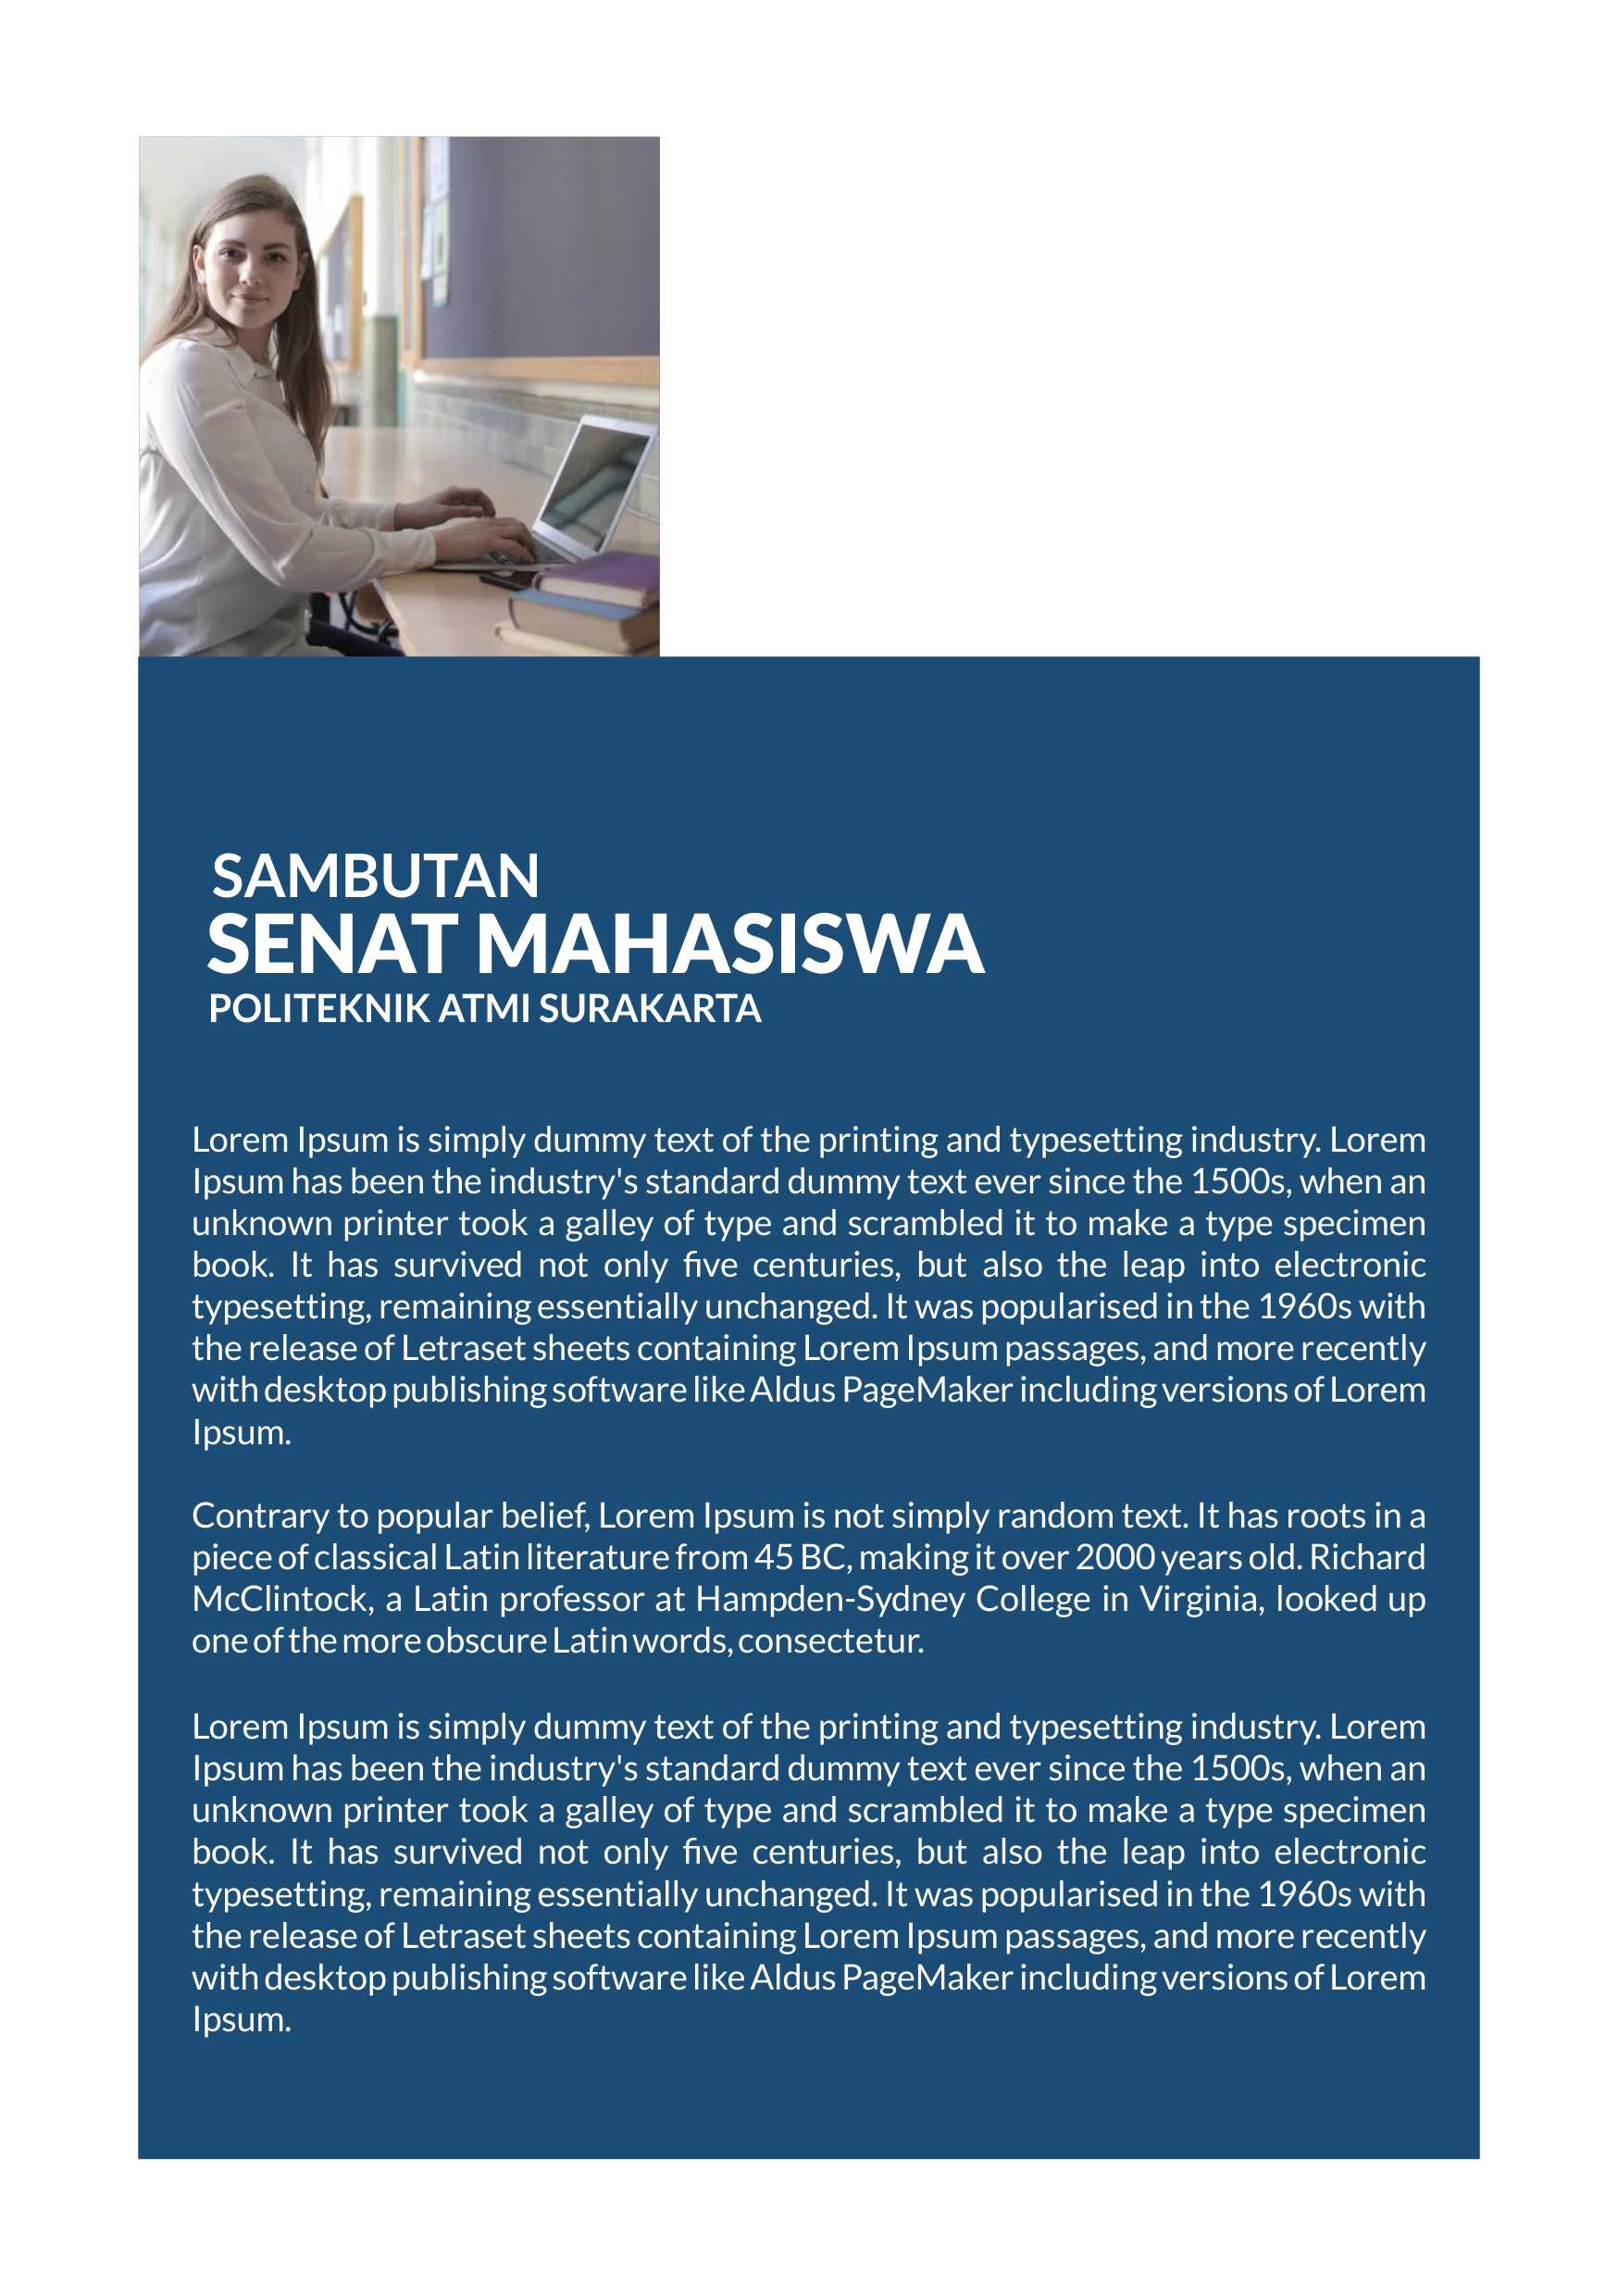 SAMBUTAN
SENAT MAHASISWA
POLITEKNIK ATMI SURAKARTA
Lorem Ipsum is simply dummy text of the printing and typesetting industry. Lorem
Ipsum has been the industry's standard dummy text ever since the 1500s, when an
unknown printer took a galley of type and scrambled it to make a type specimen
book. It has survived not only five centuries, but also the leap into electronic
typesetting, remaining essentially unchanged. It was popularised in the 1960s with
the release of Letraset sheets containing Lorem Ipsum passages, and more recently
with desktop publishing software like Aldus PageMaker including versions of Lorem
Ipsum.
Contrary to popular belief, Lorem Ipsum is not simply random text. It has roots in a
piece of classical Latin literature from 45 BC, making it over 2000 years old. Richard
McClintock, a Latin professor at Hampden-Sydney College in Virginia, looked up
one of the more obscure Latin words, consectetur.
Lorem Ipsum is simply dummy text of the printing and typesetting industry. Lorem
Ipsum has been the industry's standard dummy text ever since the 1500s, when an
unknown printer took a galley of type and scrambled it to make a type specimen
book. It has survived not only five centuries, but also the leap into electronic
typesetting, remaining essentially unchanged. It was popularised in the 1960s with
the release of Letraset sheets containing Lorem Ipsum passages, and more recently
with desktop publishing software like Aldus PageMaker including versions of Lorem
Ipsum.